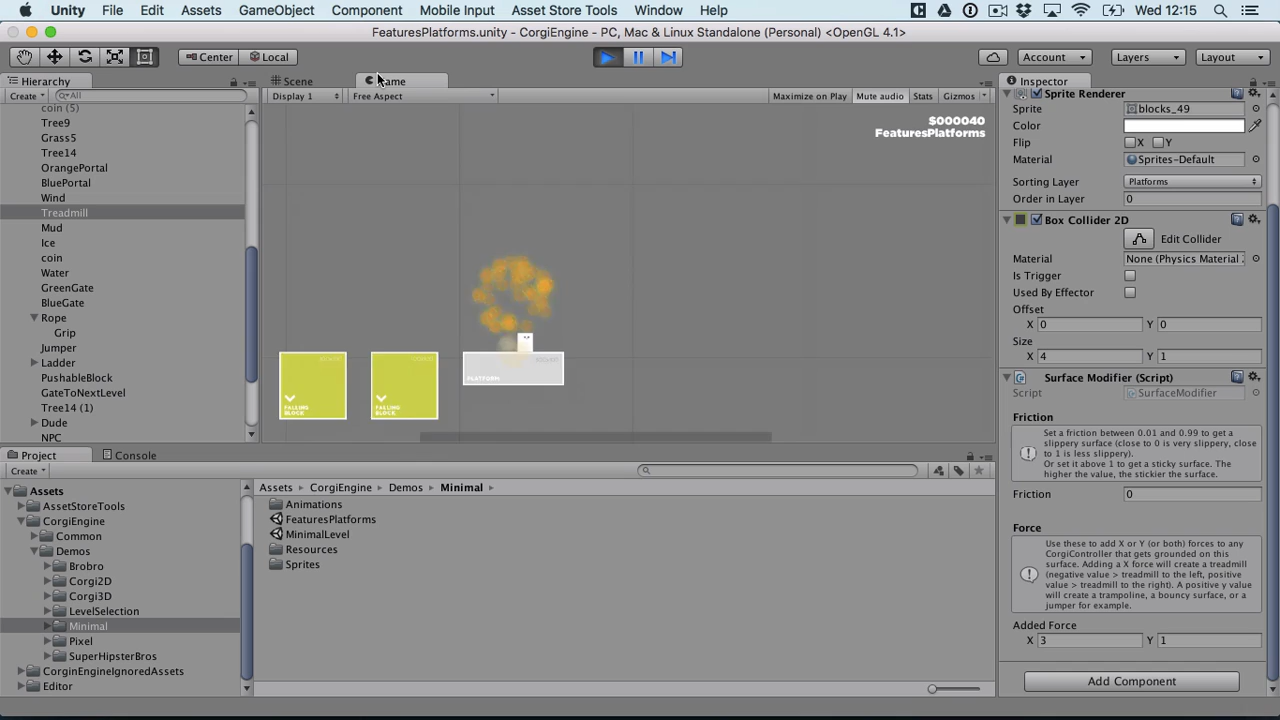 Unity File Edit Assets GameObject Component Mobile Input Asset Store Tools Window Help Wed 12:15
FeaturesPlatforms.unity - CorgiEngine - PC, Mac & Linux Standalone (Personal) <OpenGL 4.1>
Center Local Account Layers Layout
Hierarchy
Create All
coin (5)
Tree9
Grass5
Tree14
OrangePortal
BluePortal
Wind
Treadmill
Mud
Ice
coin
Water
GreenGate
BlueGate
Rope
Grip
Jumper
Ladder
PushableBlock
GateToNextLevel
Tree14 (1)
Dude
NPC
Scene ame
Display 1 Free Aspect Maximize on Play Mute audio Stats Gizmos
$000040
FeaturesPlatforms
FALLING
BLOCK
FALLING
BLOCK
PLATFORM
Inspector
Sprite Renderer
Sprite blocks_49
Color
Flip X Y
Material Sprites-Default
Sorting Layer Platforms
Order in Layer 0
Box Collider 2D
Edit Collider
Material None (Physics Material
Is Trigger
Used By Effector
Offset
X 0 Y 0
Size
X 4 Y 1
Surface Modifier (Script)
Script SurfaceModifier
Friction
Set a friction between 0.01 and 0.99 to get a
slippery surface (close to 0 is very slippery, close
to 1 is less slippery).
Or set it above 1 to get a sticky surface. The
higher the value, the stickier the surface.
Friction 0
Force
Use these to add X or Y (or both) forces to any
CorgiController that gets grounded on this
surface. Adding a X force will create a treadmill
(negative value > treadmill to the left, positive
value > treadmill to the right). A positive y value
will create a trampoline, a bouncy surface, or a
jumper for example.
Added Force
X 3 Y 1
Add Component
Project Console
Create
Assets
AssetStoreTools
CorgiEngine
Common
Demos
Brobro
Corgi2D
Corgi3D
LevelSelection
Minimal
Pixel
SuperHipsterBros
CorginEngineIgnoredAssets
Editor
Assets CorgiEngine Demos Minimal
Animations
FeaturesPlatforms
MinimalLevel
Resources
Sprites